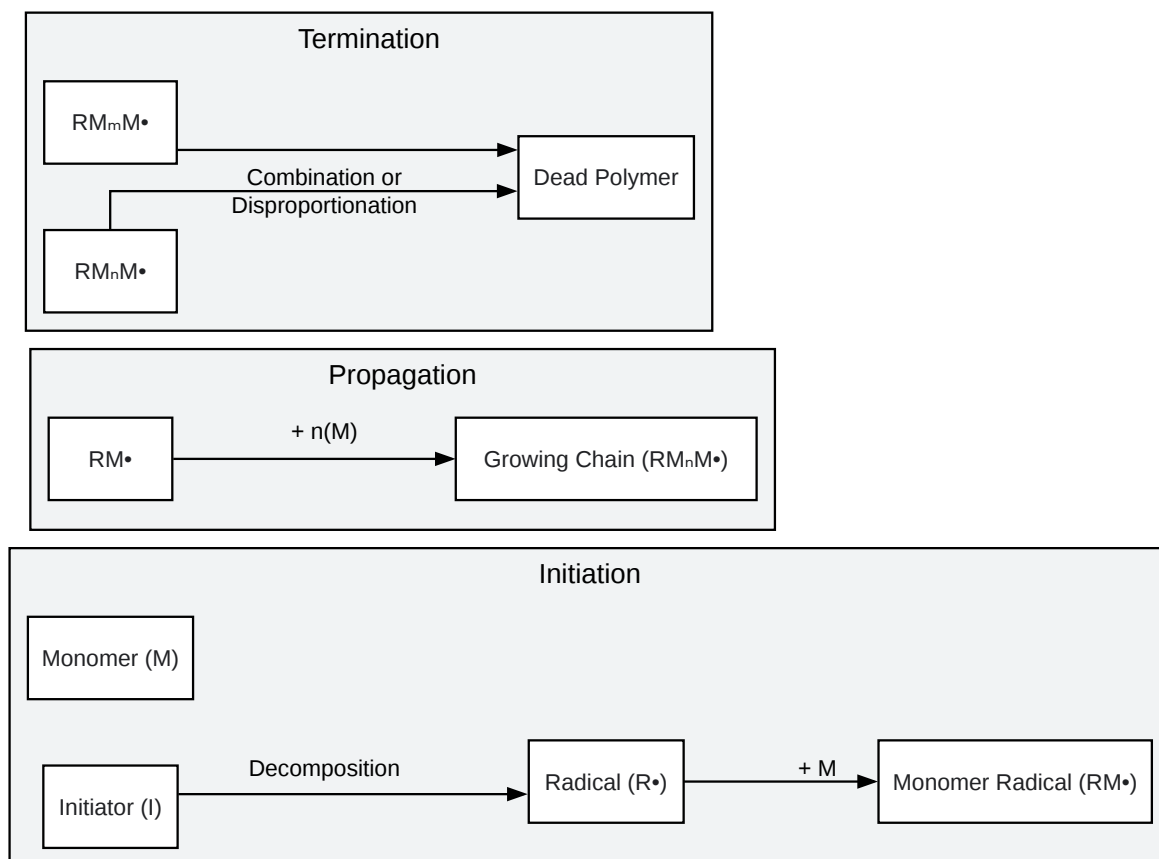 Termination
RMₘM•
Combination or
Disproportionation
Dead Polymer
RMₙM•
Propagation
RM•
+ n(M)
Growing Chain (RMₙM•)
Initiation
Monomer (M)
Initiator (I)
Decomposition
Radical (R•)
+ M
Monomer Radical (RM•)